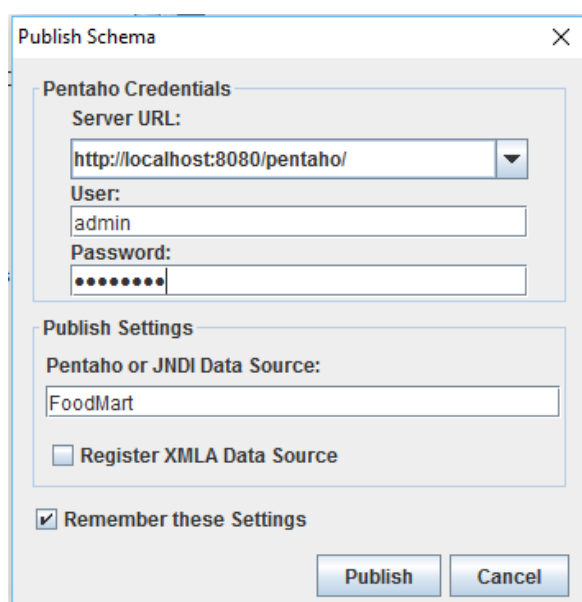 Publish Schema
Pentaho Credentials
Server URL:
http://localhost:8080/pentaho/
User:
admin
Password:
••••••••
Publish Settings
Pentaho or JNDI Data Source:
FoodMart
Register XMLA Data Source
Remember these Settings
Publish Cancel